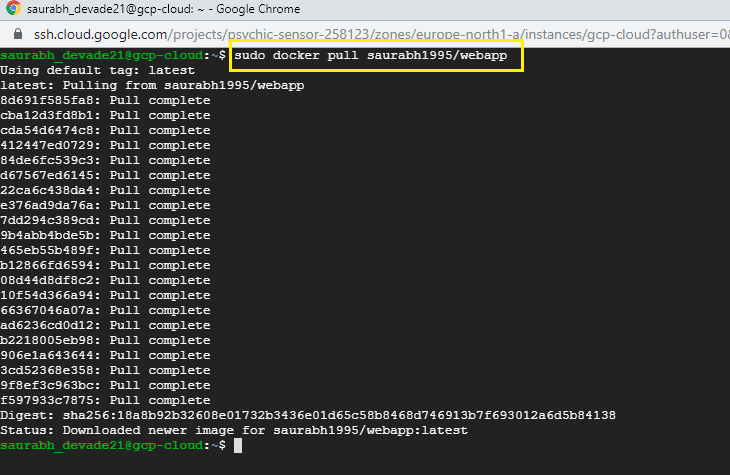 saurabh_devade21@gcp-cloud: ~ - Google Chrome
ssh.cloud.google.com/projects/psychic-sensor-258123/zones/europe-north1-a/instances/gcp-cloud?authuser=0&
saurabh_devade21@gcp-cloud:~$ sudo docker pull saurabh1995/webapp
Using default tag: latest
latest: Pulling from saurabh1995/webapp
8d691f585fa8: Pull complete
cba12d3fd8b1: Pull complete
cda54d6474c8: Pull complete
412447ed0729: Pull complete
84de6fc539c3: Pull complete
d67567ed6145: Pull complete
22ca6c438da4: Pull complete
e376ad9da76a: Pull complete
7dd294c389cd: Pull complete
9b4abb4bde5b: Pull complete
465eb55b489f: Pull complete
b12866fd6594: Pull complete
08d44d8df8c2: Pull complete
10f54d366a94: Pull complete
66367046a07a: Pull complete
ad6236cd0d12: Pull complete
b2218005eb98: Pull complete
906e1a643644: Pull complete
3cd52368e358: Pull complete
9f8ef3c963bc: Pull complete
f597933c7875: Pull complete
Digest: sha256:18a8b92b32608e01732b3436e01d65c58b8468d746913b7f693012a6d5b84138
Status: Downloaded newer image for saurabh1995/webapp:latest
saurabh_devade21@gcp-cloud:~$